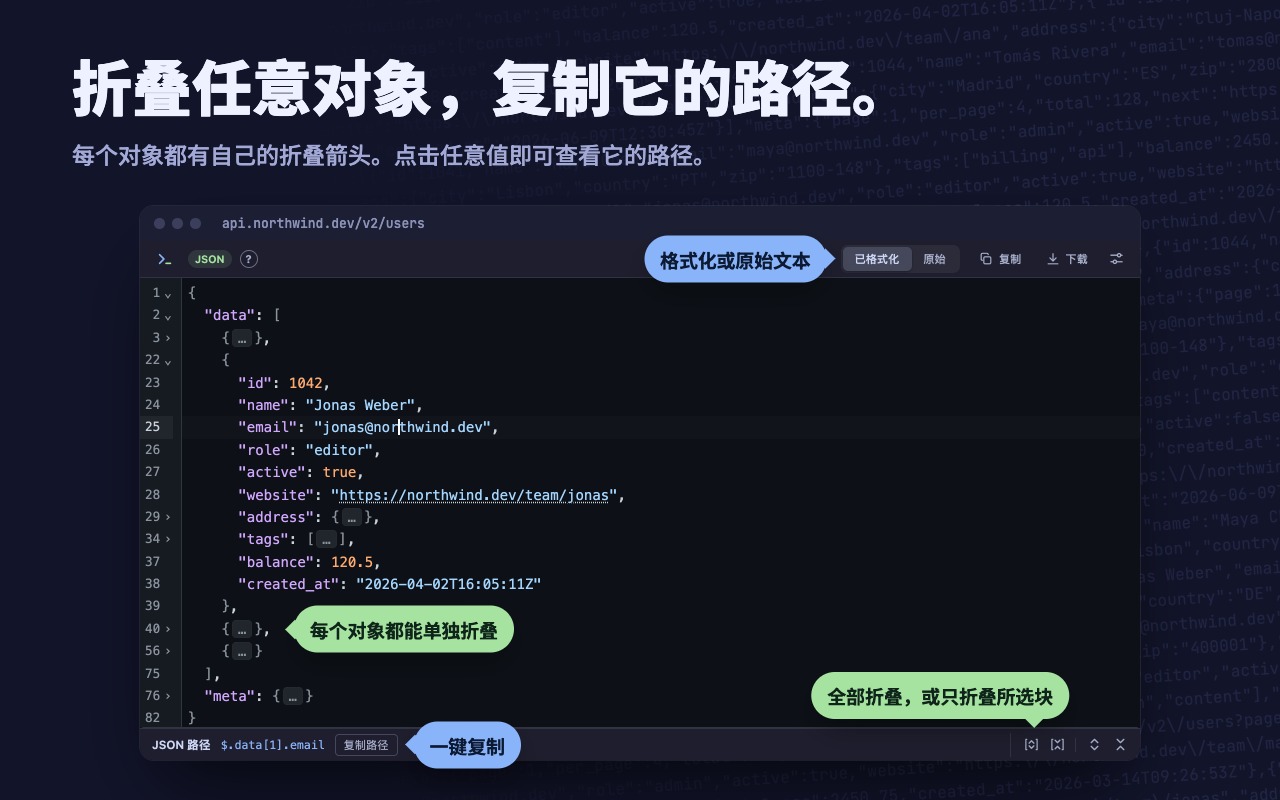 折叠任意对象，复制它的路径。
每个对象都有自己的折叠箭头。点击任意值即可查看它的路径。
api.northwind.dev/v2/users
JSON ?
格式化或原始文本
已格式化 原始 复制 下载
1 {
2 "data": [
3 {…},
22 {
23 "id": 1042,
24 "name": "Jonas Weber",
25 "email": "jonas@northwind.dev",
26 "role": "editor",
27 "active": true,
28 "website": "https://northwind.dev/team/jonas",
29 "address": {…},
34 "tags": […],
37 "balance": 120.5,
38 "created_at": "2026-04-02T16:05:11Z"
39 },
40 {…},
每个对象都能单独折叠
56 {…}
75 ],
76 "meta": {…}
全部折叠，或只折叠所选块
82 }
JSON 路径 $.data[1].email 复制路径
一键复制